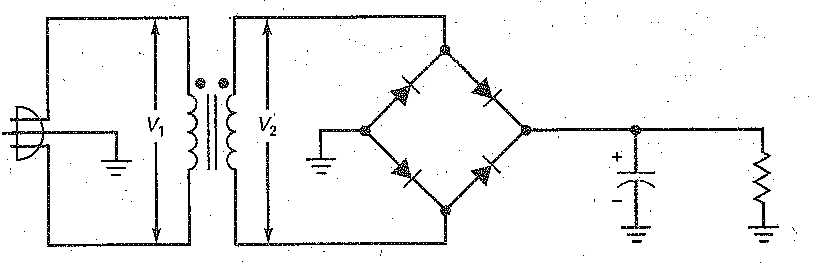 V₁
V₂
+
−